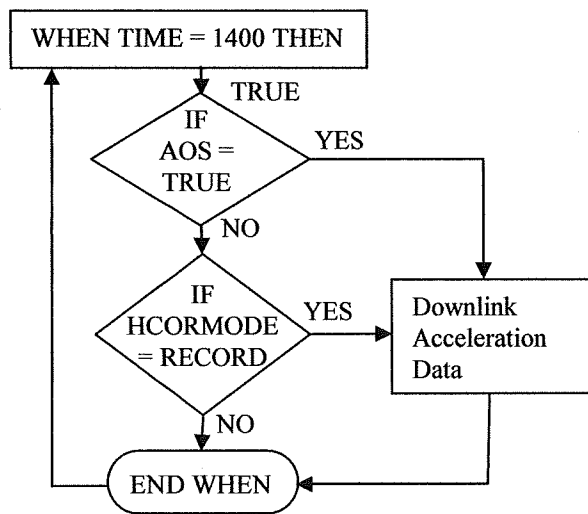 WHEN TIME = 1400 THEN
TRUE
IF
AOS =
TRUE
YES
NO
IF
HCORMODE
= RECORD
YES
Downlink
Acceleration
Data
NO
END WHEN